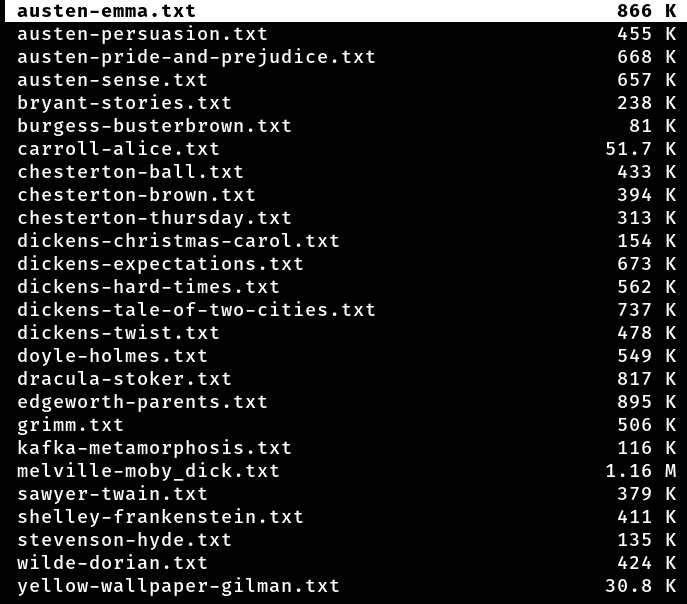 austen-emma.txt 866 K
austen-persuasion.txt 455 K
austen-pride-and-prejudice.txt 668 K
austen-sense.txt 657 K
bryant-stories.txt 238 K
burgess-busterbrown.txt 81 K
carroll-alice.txt 51.7 K
chesterton-ball.txt 433 K
chesterton-brown.txt 394 K
chesterton-thursday.txt 313 K
dickens-christmas-carol.txt 154 K
dickens-expectations.txt 673 K
dickens-hard-times.txt 562 K
dickens-tale-of-two-cities.txt 737 K
dickens-twist.txt 478 K
doyle-holmes.txt 549 K
dracula-stoker.txt 817 K
edgeworth-parents.txt 895 K
grimm.txt 506 K
kafka-metamorphosis.txt 116 K
melville-moby_dick.txt 1.16 M
sawyer-twain.txt 379 K
shelley-frankenstein.txt 411 K
stevenson-hyde.txt 135 K
wilde-dorian.txt 424 K
yellow-wallpaper-gilman.txt 30.8 K